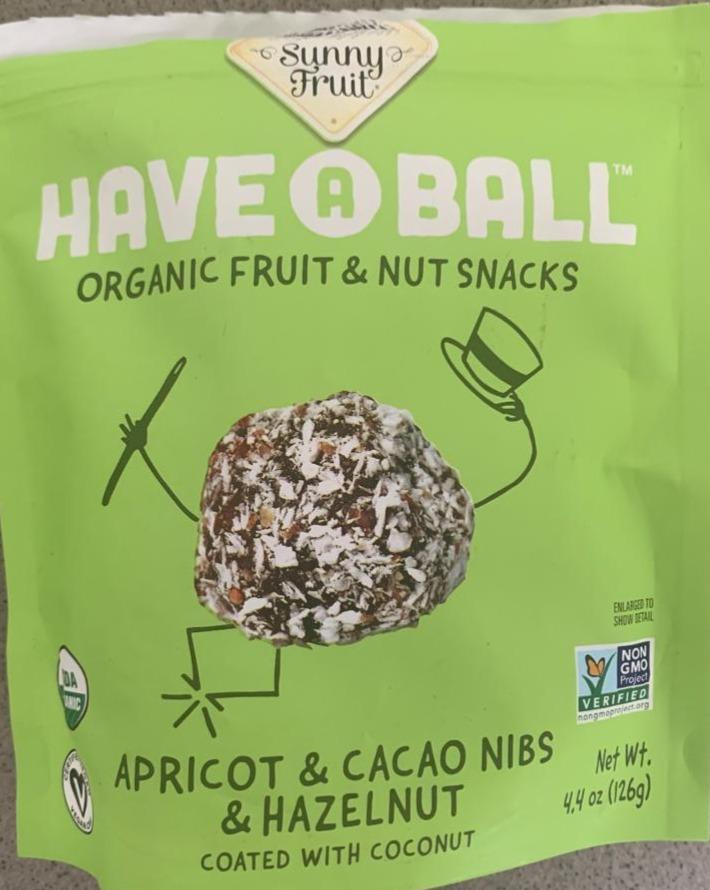 Sunny
Fruit
HAVE A BALL™
ORGANIC FRUIT & NUT SNACKS
ENLARGED TO
SHOW DETAIL
NON
GMO
Project
VERIFIED
nongmoproject.org
APRICOT & CACAO NIBS
& HAZELNUT
COATED WITH COCONUT
Net Wt.
4,4 oz (126g)